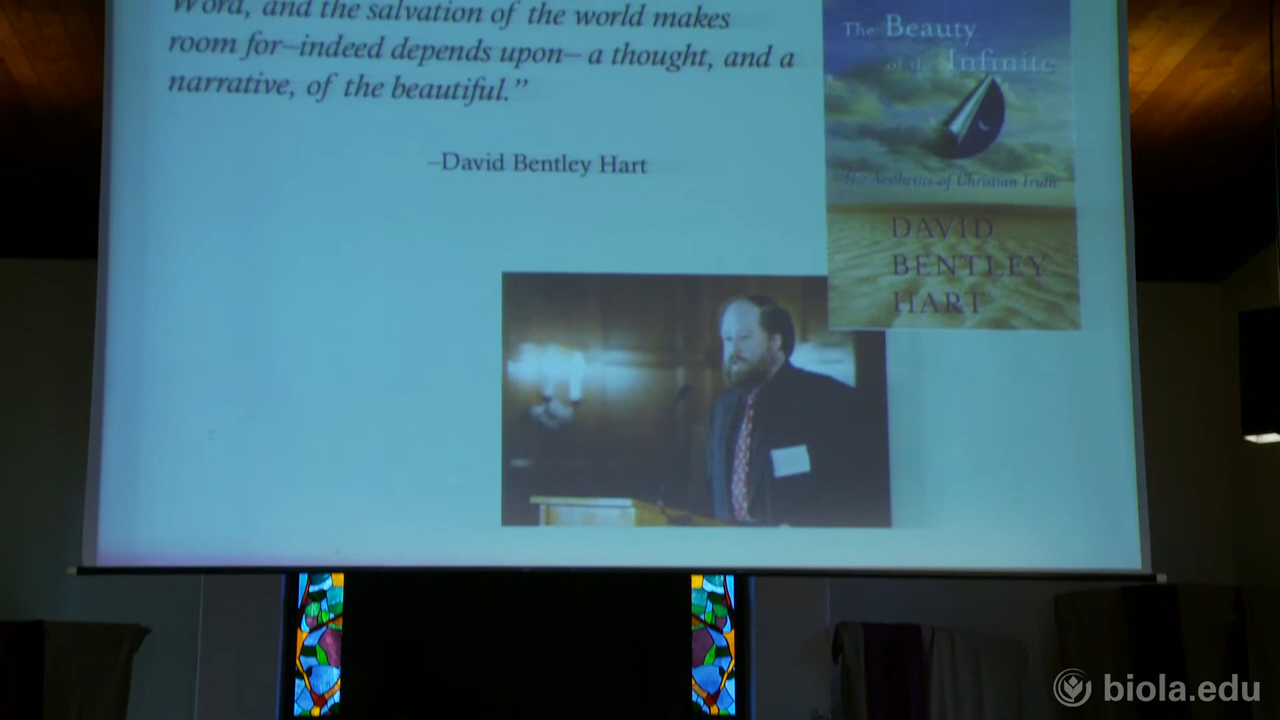 Word, and the salvation of the world makes
room for–indeed depends upon– a thought, and a
narrative, of the beautiful.”
–David Bentley Hart
The Beauty
of the Infinite
The Aesthetics of Christian Truth
DAVID
BENTLEY
HART
biola.edu